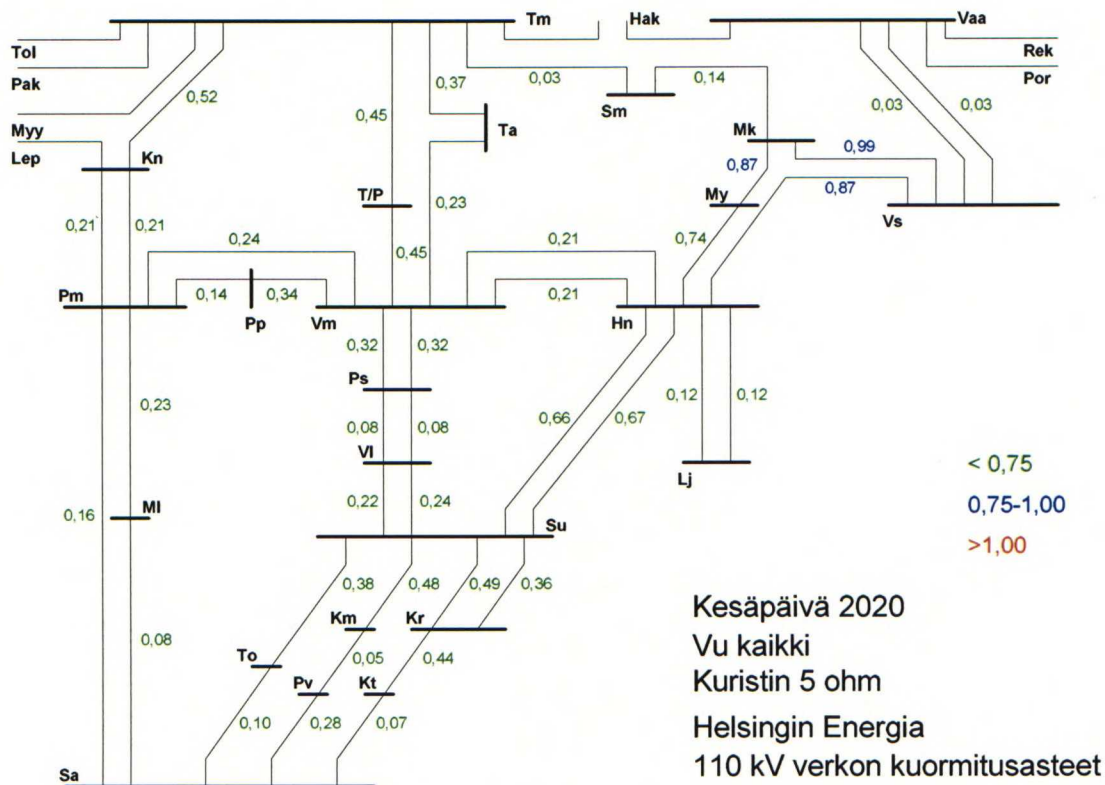 Tm
Hak
Vaa
Tol
Rek
Pak
0,37
0,03
0,14
Por
0,52
0,45
Sm
0,03
0,03
Myy
Ta
Mk
Lep
Kn
0,99
0,87
T/P
My
0,87
0,21
0,21
0,23
Vs
0,24
0,45
0,21
0,74
Pm
0,14
0,34
0,21
Pp
Vm
Hn
0,32
0,32
Ps
0,23
0,66
0,67
0,12
0,12
0,08
0,08
Vl
Lj
< 0,75
0,16
Ml
0,22
0,24
0,75-1,00
Su
>1,00
0,38
0,48
0,49
0,36
Kesäpäivä 2020
Km
Kr
0,08
Vu kaikki
To
0,05
0,44
Kuristin 5 ohm
Pv
Kt
0,10
0,28
0,07
Helsingin Energia
Sa
110 kV verkon kuormitusasteet